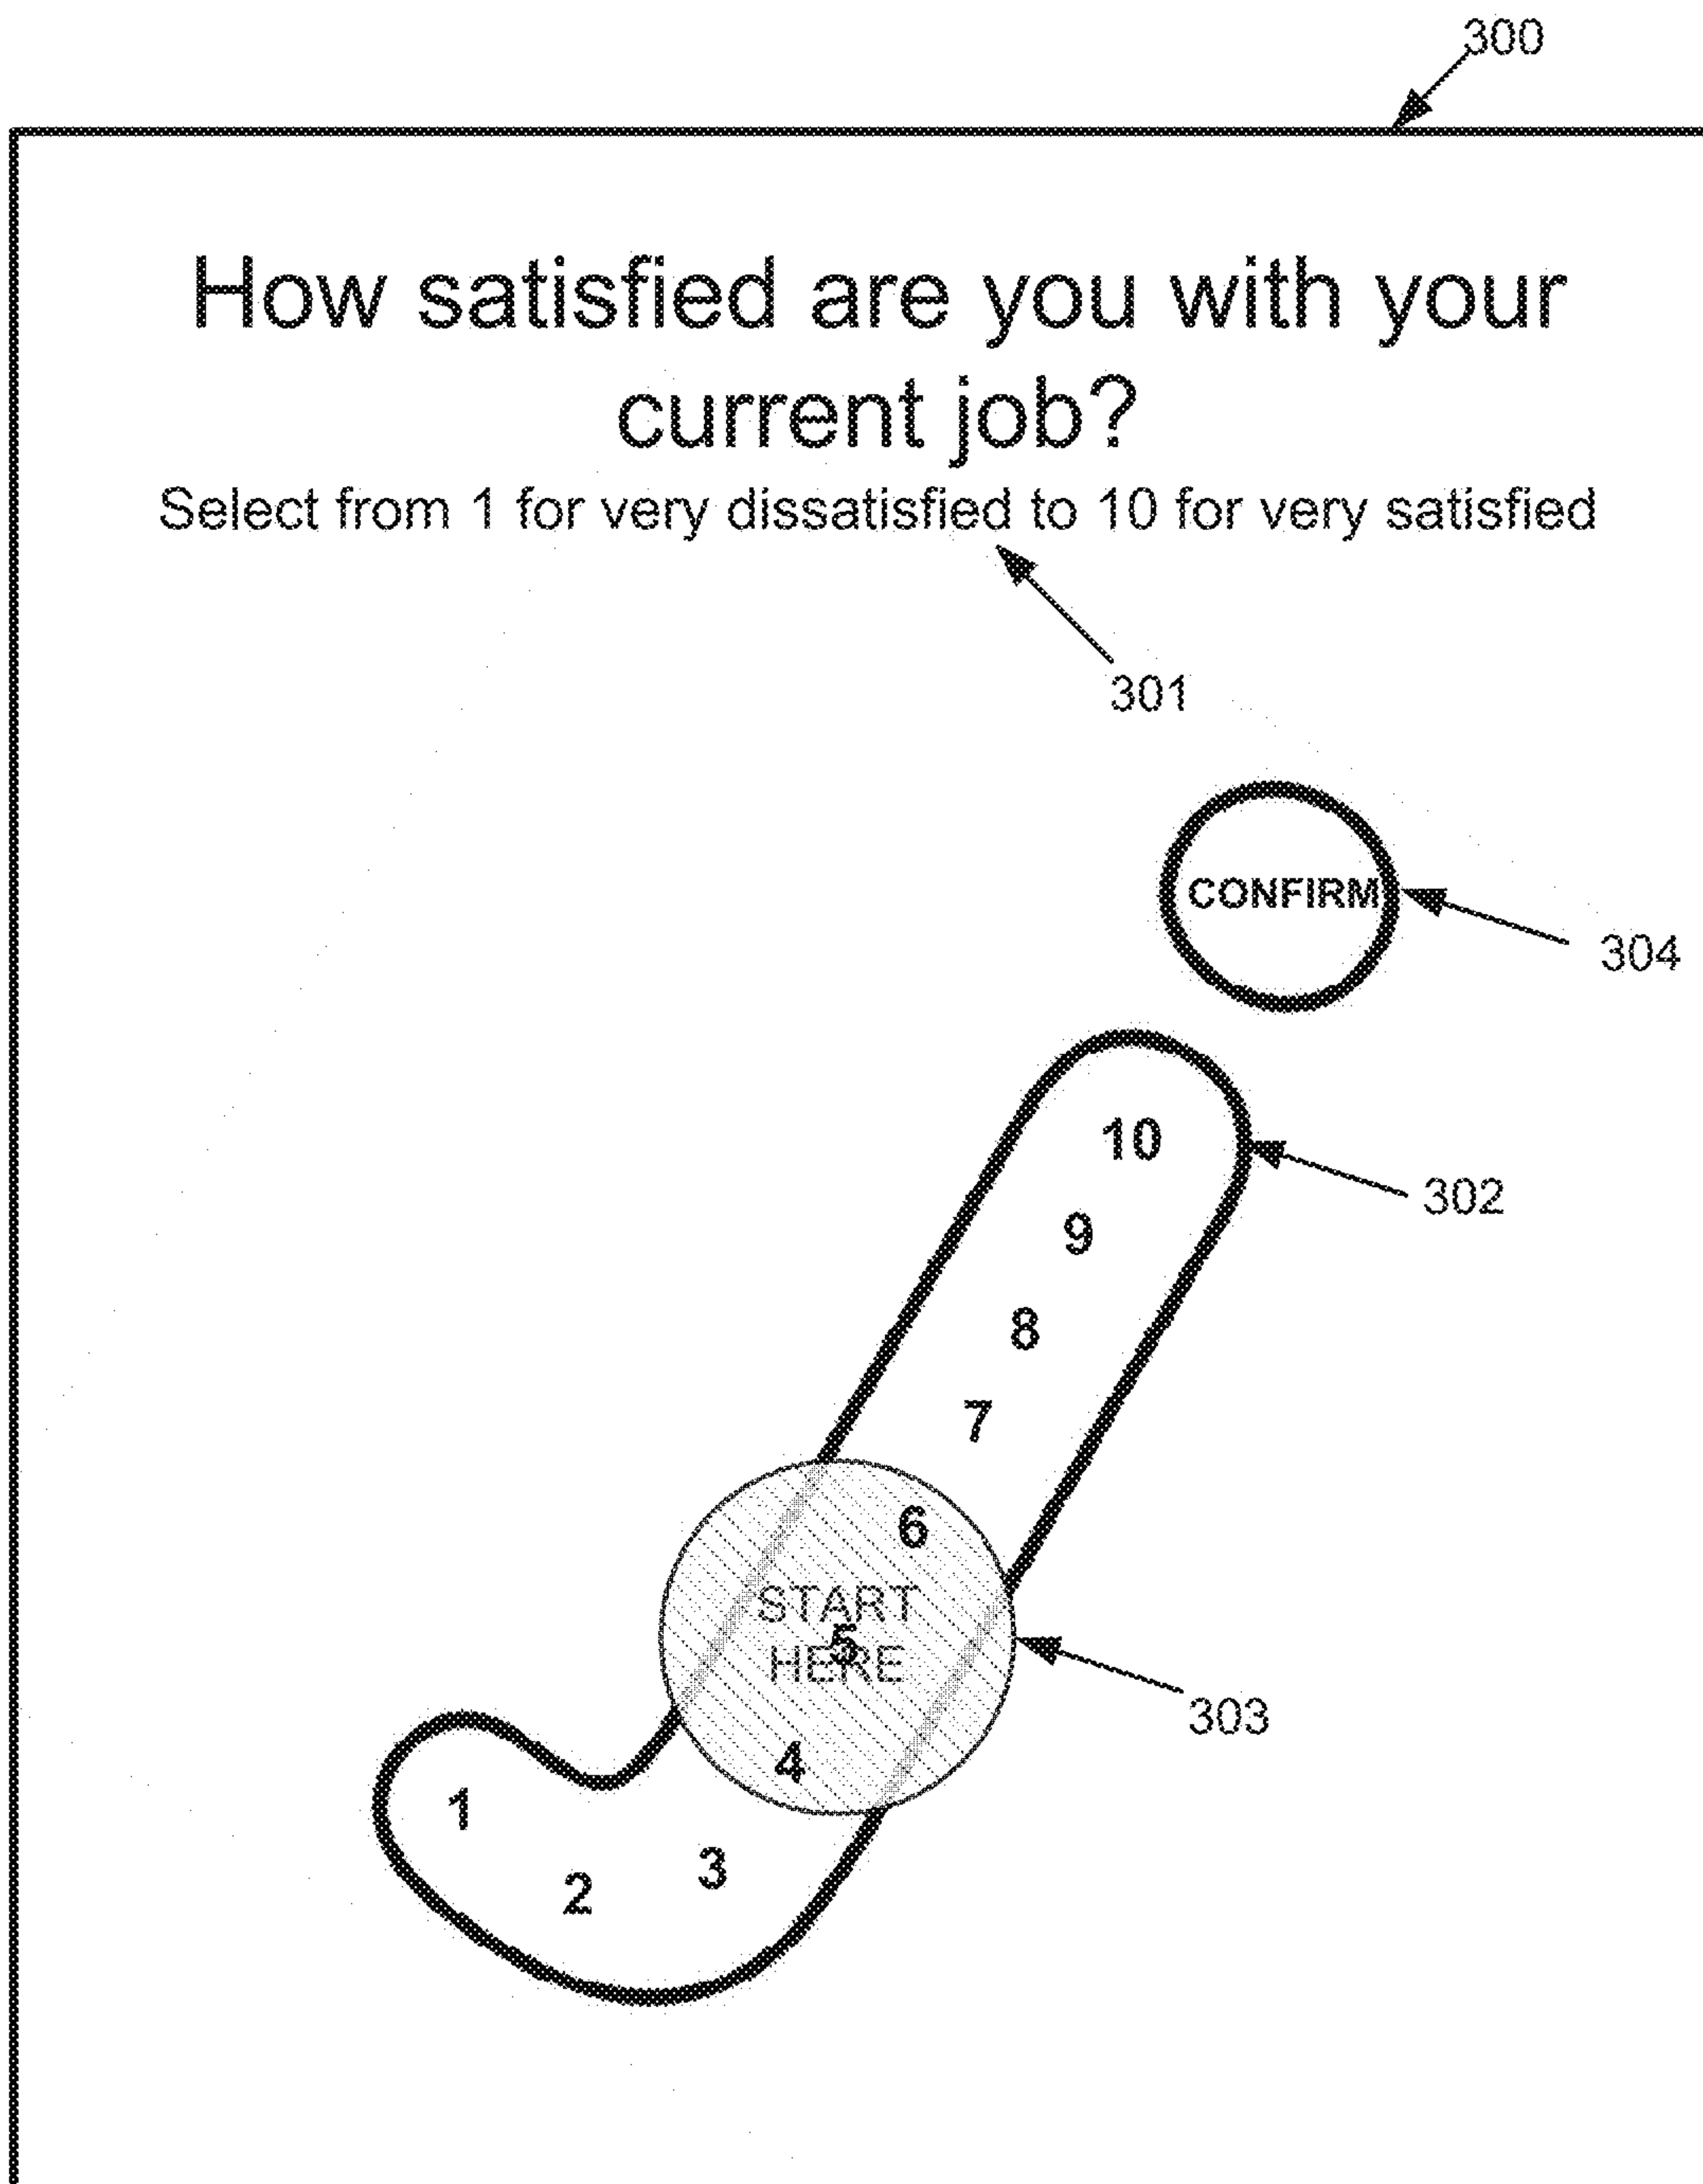 300
How satisfied are you with your
current job?
Select from 1 for very dissatisfied to 10 for very satisfied
301
CONFIRM
304
10
302
9
8
7
6
START
5
HERE
303
4
1
3
2